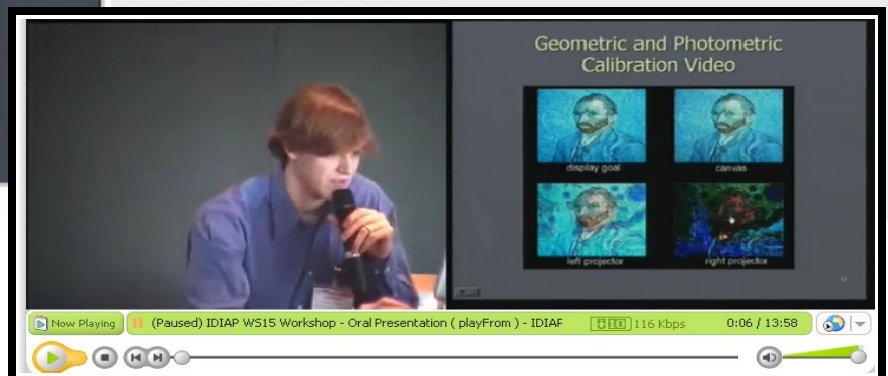 Geometric and Photometric
Calibration Video
display goal
canvas
left projector
right projector
Now Playing
(Paused) IDIAP WS15 Workshop - Oral Presentation ( playFrom ) - IDIAF
116 Kbps
0:06 / 13:58